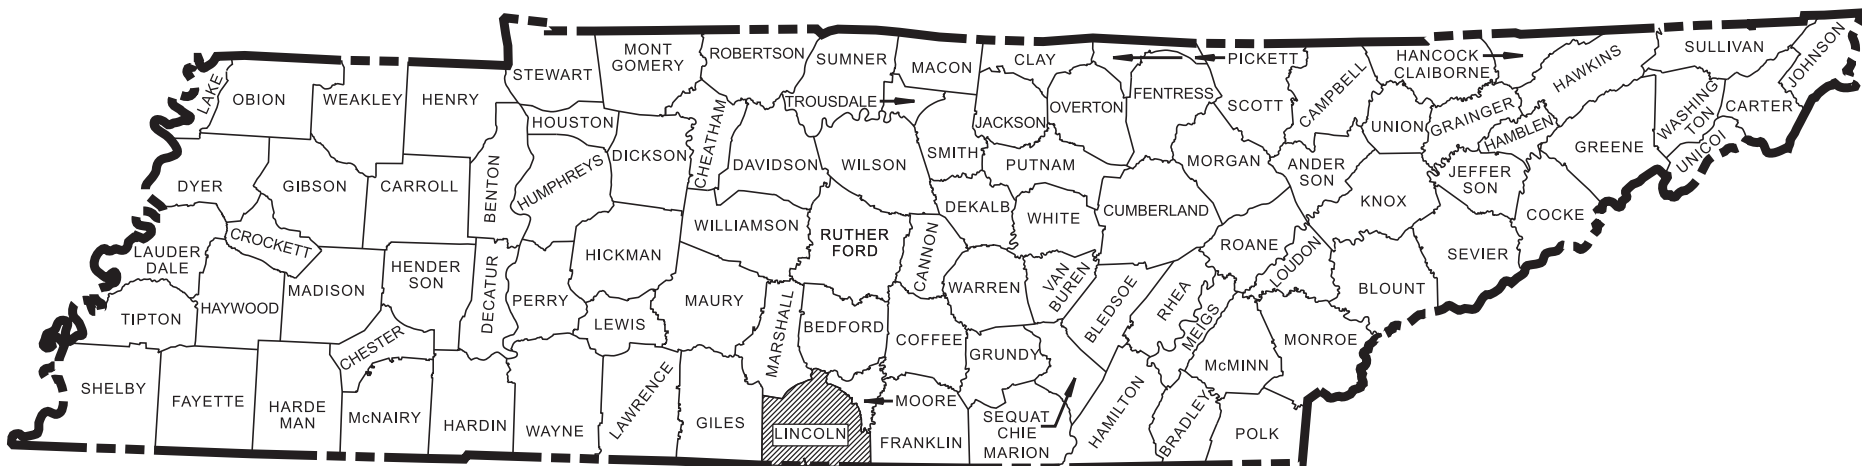 LAKE
OBION
WEAKLEY
HENRY
STEWART
MONT
GOMERY
ROBERTSON
SUMNER
MACON
CLAY
PICKETT
HANCOCK
CLAIBORNE
HAWKINS
SULLIVAN
JOHNSON
TROUSDALE
JACKSON
OVERTON
FENTRESS
SCOTT
CAMPBELL
UNION
GRAINGER
HAMBLEN
WASHING
TON
CARTER
UNICOI
GREENE
HOUSTON
HUMPHREYS
DICKSON
CHEATHAM
DAVIDSON
WILSON
SMITH
PUTNAM
MORGAN
ANDER
SON
KNOX
JEFFER
SON
COCKE
DYER
GIBSON
CARROLL
BENTON
LAUDER
DALE
CROCKETT
HAYWOOD
MADISON
HENDER
SON
DECATUR
PERRY
HICKMAN
WILLIAMSON
RUTHER
FORD
CANNON
DEKALB
WHITE
CUMBERLAND
ROANE
LOUDON
BLOUNT
SEVIER
TIPTON
CHESTER
LEWIS
MAURY
MARSHALL
BEDFORD
COFFEE
WARREN
VAN
BUREN
BLEDSOE
RHEA
MEIGS
McMINN
MONROE
GRUNDY
SHELBY
FAYETTE
HARDE
MAN
McNAIRY
HARDIN
WAYNE
LAWRENCE
GILES
LINCOLN
MOORE
FRANKLIN
SEQUAT
CHIE
MARION
HAMILTON
BRADLEY
POLK